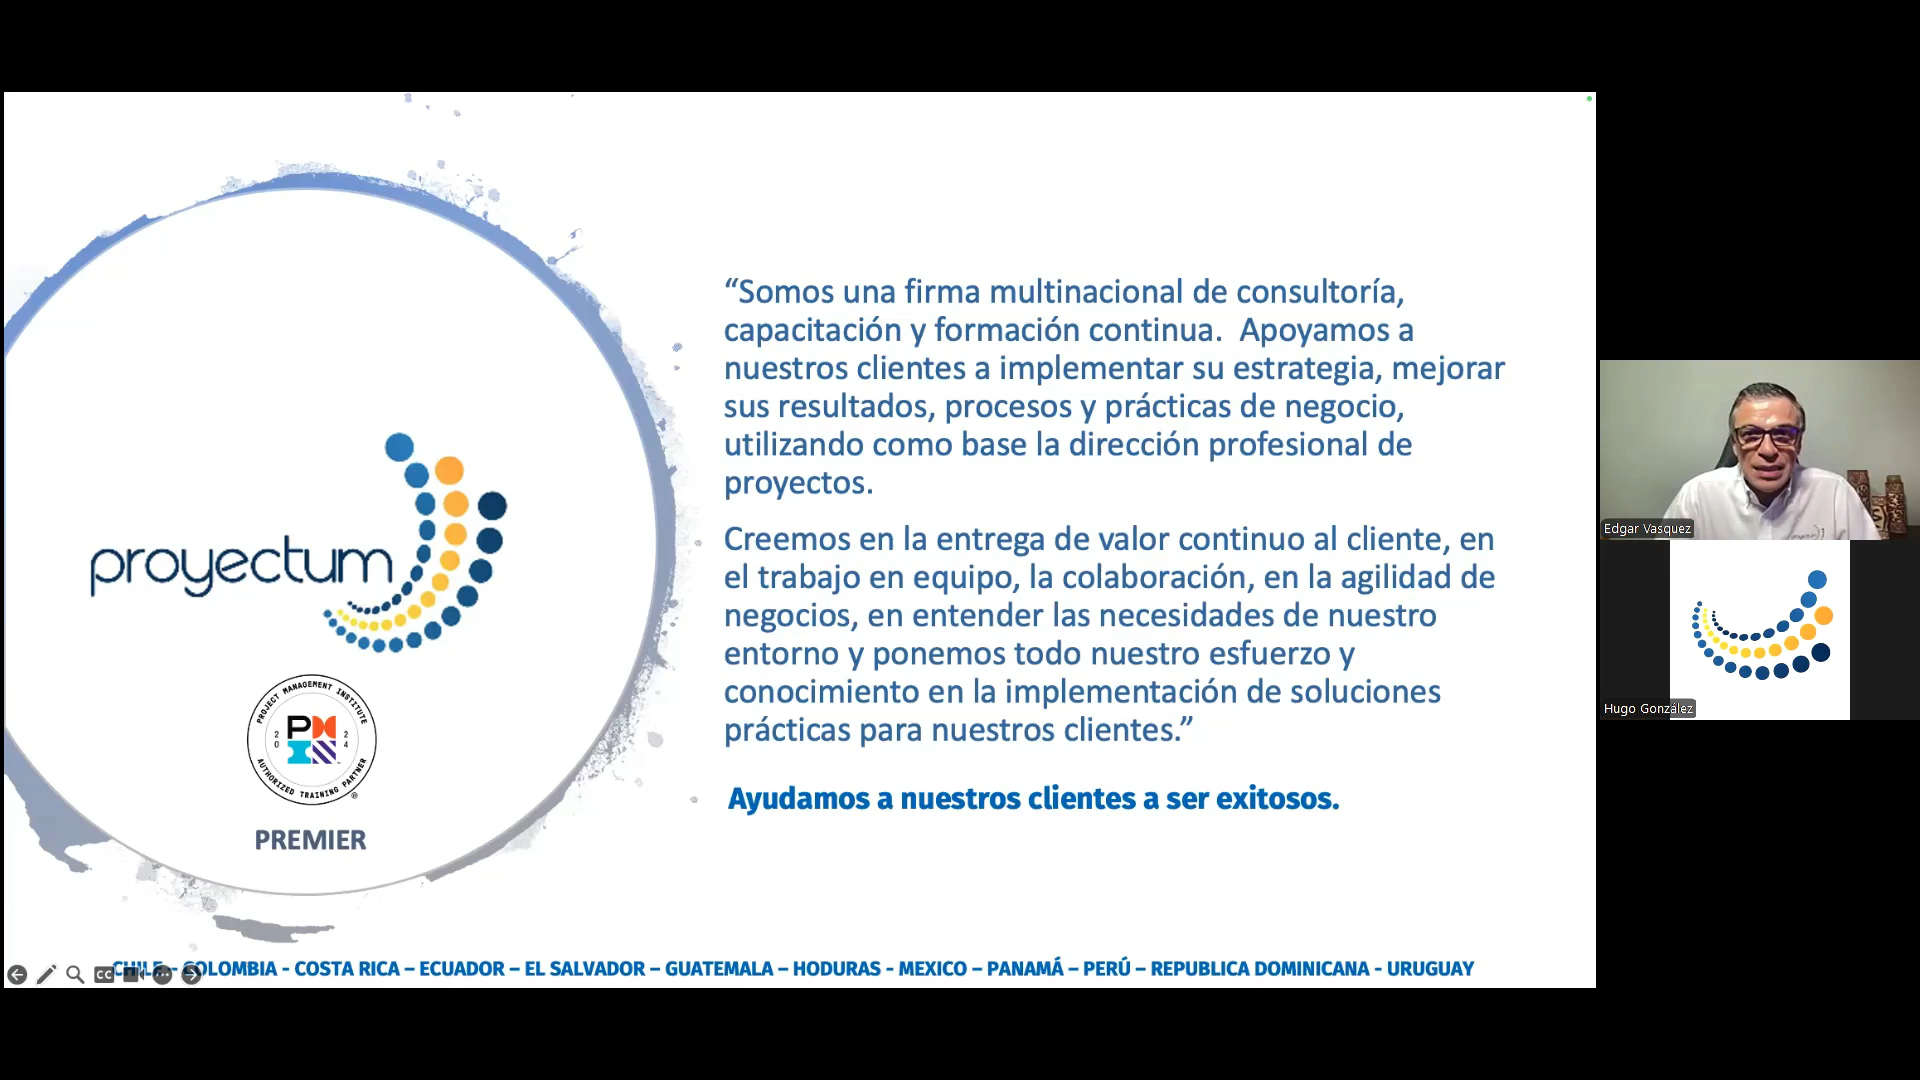 “Somos una firma multinacional de consultoría,
capacitación y formación continua.  Apoyamos a
nuestros clientes a implementar su estrategia, mejorar
sus resultados, procesos y prácticas de negocio,
utilizando como base la dirección profesional de
proyectos.
Creemos en la entrega de valor continuo al cliente, en
el trabajo en equipo, la colaboración, en la agilidad de
negocios, en entender las necesidades de nuestro
entorno y ponemos todo nuestro esfuerzo y
conocimiento en la implementación de soluciones
prácticas para nuestros clientes.”
Ayudamos a nuestros clientes a ser exitosos.
proyectum
PROJECT MANAGEMENT INSTITUTE
2024
AUTHORIZED TRAINING PARTNER
®
PREMIER
CHILE - COLOMBIA - COSTA RICA – ECUADOR – EL SALVADOR – GUATEMALA – HODURAS - MEXICO – PANAMÁ – PERÚ – REPUBLICA DOMINICANA - URUGUAY
CC
Edgar Vasquez
Hugo González